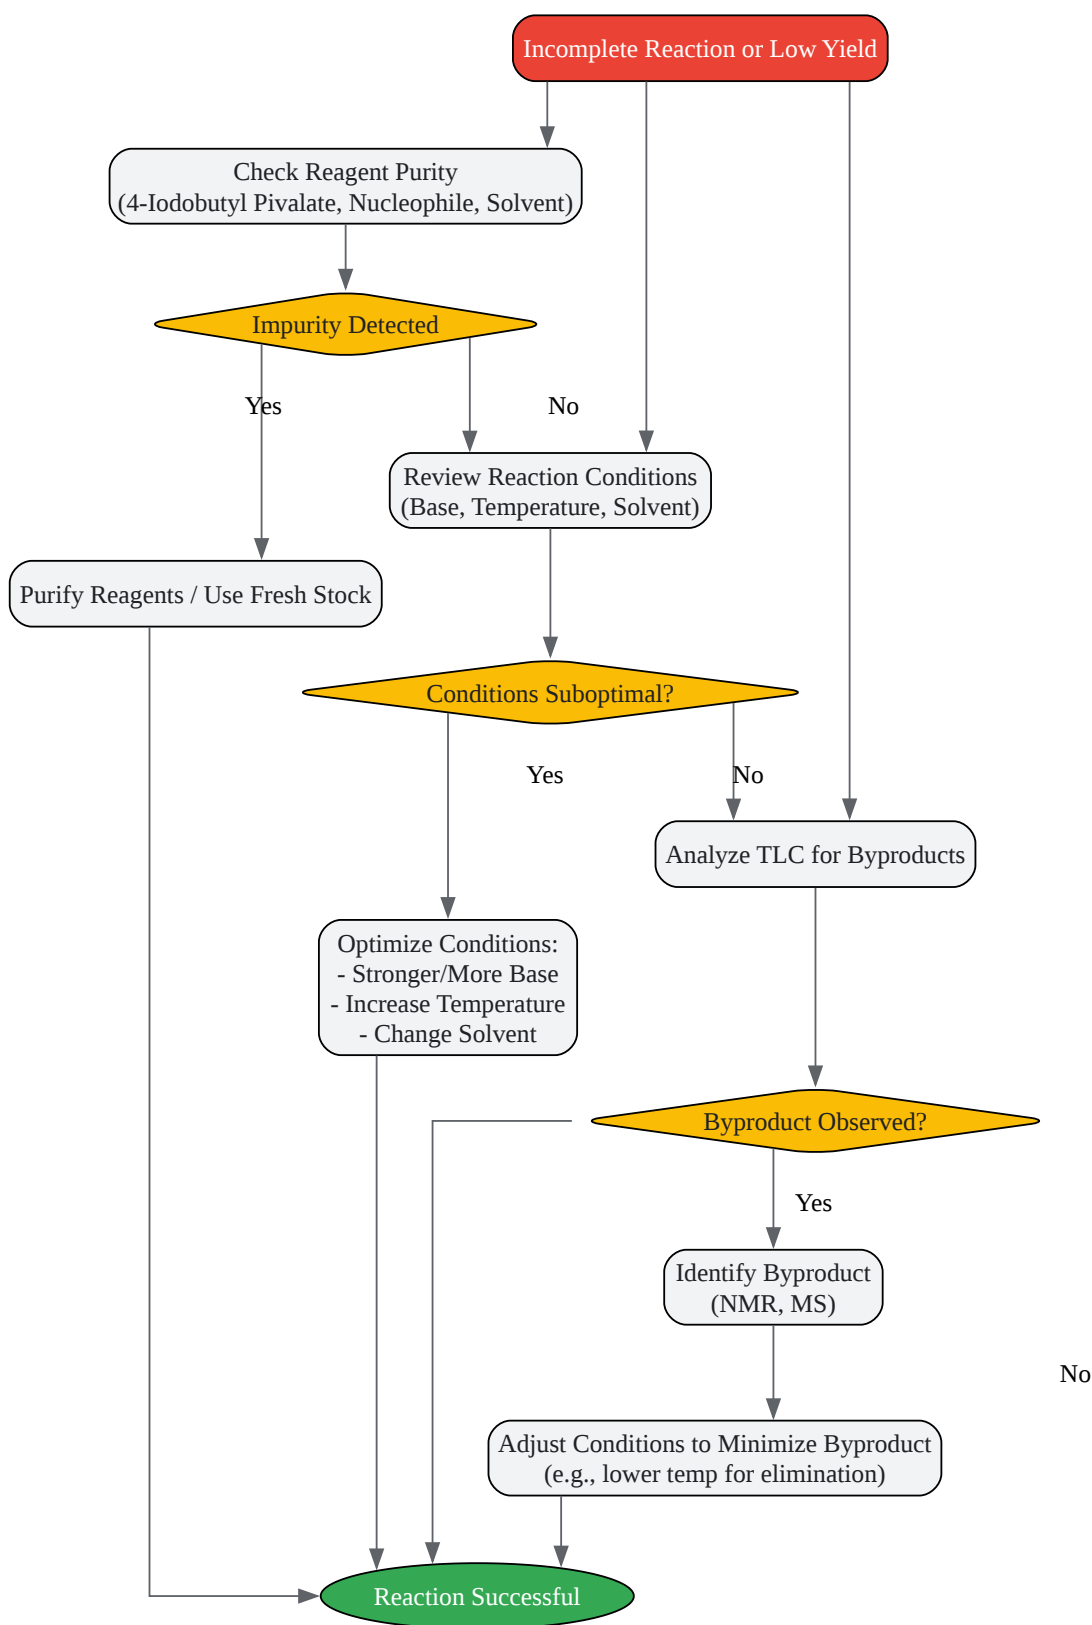 Incomplete Reaction or Low Yield
Check Reagent Purity
(4-Iodobutyl Pivalate, Nucleophile, Solvent)
Impurity Detected
Yes
No
Review Reaction Conditions
(Base, Temperature, Solvent)
Purify Reagents / Use Fresh Stock
Conditions Suboptimal?
Yes
No
Analyze TLC for Byproducts
Optimize Conditions:
- Stronger/More Base
- Increase Temperature
- Change Solvent
Byproduct Observed?
Yes
Identify Byproduct
(NMR, MS)
No
Adjust Conditions to Minimize Byproduct
(e.g., lower temp for elimination)
Reaction Successful